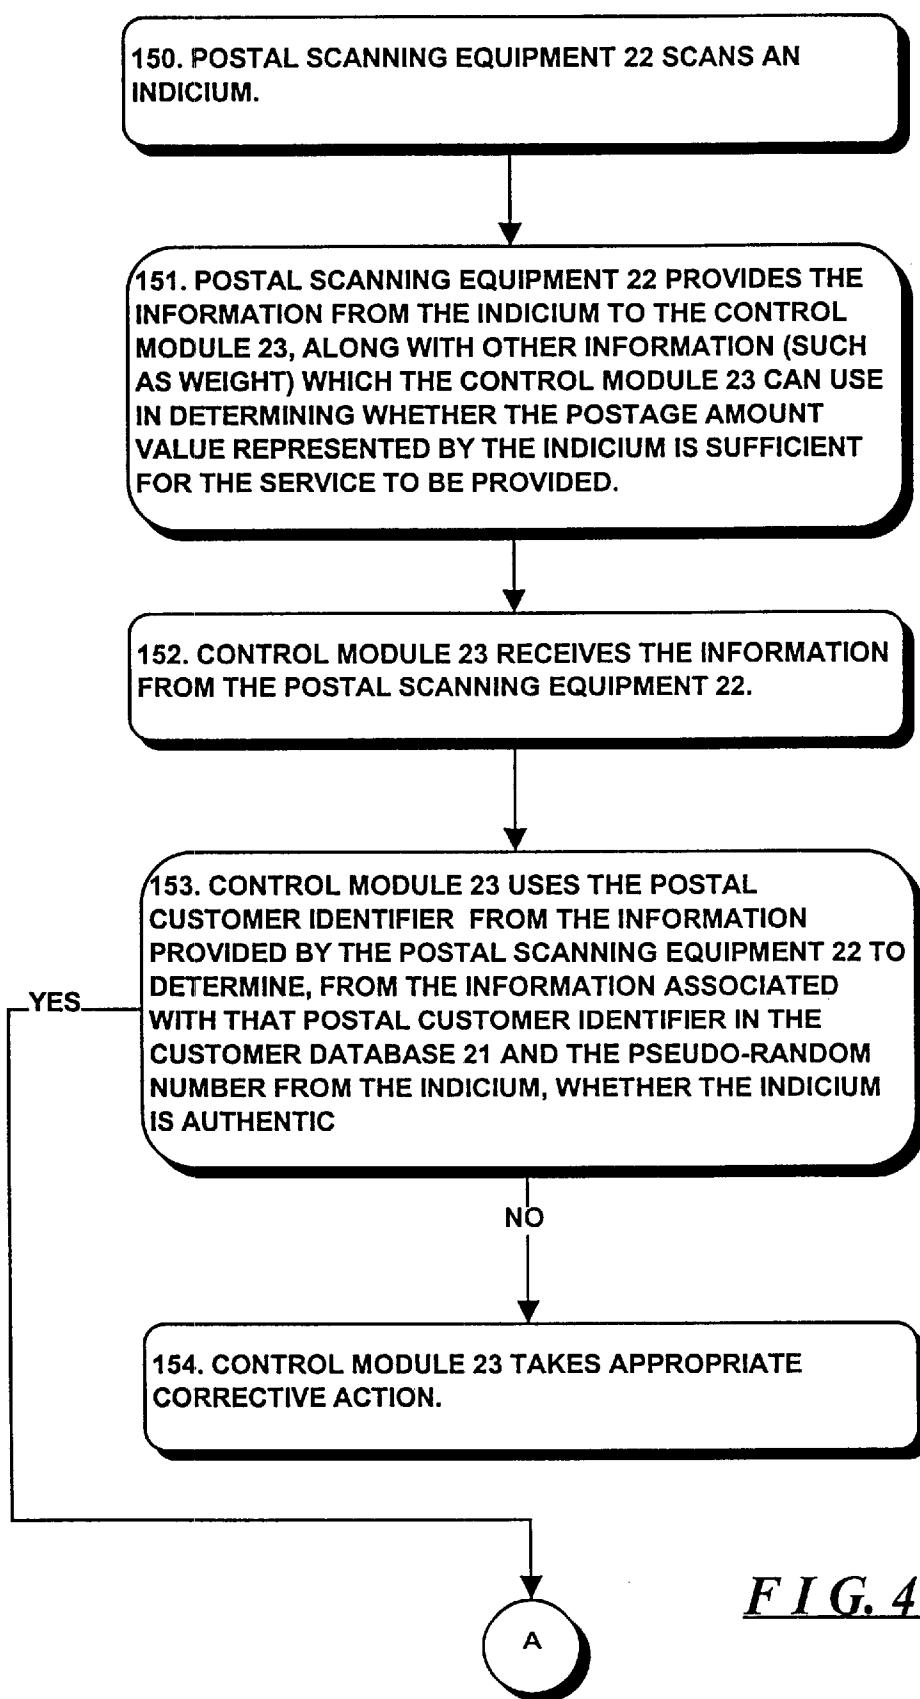 150. POSTAL SCANNING EQUIPMENT 22 SCANS AN
INDICIUM.
151. POSTAL SCANNING EQUIPMENT 22 PROVIDES THE
INFORMATION FROM THE INDICIUM TO THE CONTROL
MODULE 23, ALONG WITH OTHER INFORMATION (SUCH
AS WEIGHT) WHICH THE CONTROL MODULE 23 CAN USE
IN DETERMINING WHETHER THE POSTAGE AMOUNT
VALUE REPRESENTED BY THE INDICIUM IS SUFFICIENT
FOR THE SERVICE TO BE PROVIDED.
152. CONTROL MODULE 23 RECEIVES THE INFORMATION
FROM THE POSTAL SCANNING EQUIPMENT 22.
153. CONTROL MODULE 23 USES THE POSTAL
CUSTOMER IDENTIFIER FROM THE INFORMATION
PROVIDED BY THE POSTAL SCANNING EQUIPMENT 22 TO
DETERMINE, FROM THE INFORMATION ASSOCIATED
WITH THAT POSTAL CUSTOMER IDENTIFIER IN THE
CUSTOMER DATABASE 21 AND THE PSEUDO-RANDOM
NUMBER FROM THE INDICIUM, WHETHER THE INDICIUM
IS AUTHENTIC
YES
NO
154. CONTROL MODULE 23 TAKES APPROPRIATE
CORRECTIVE ACTION.
A
FIG. 4